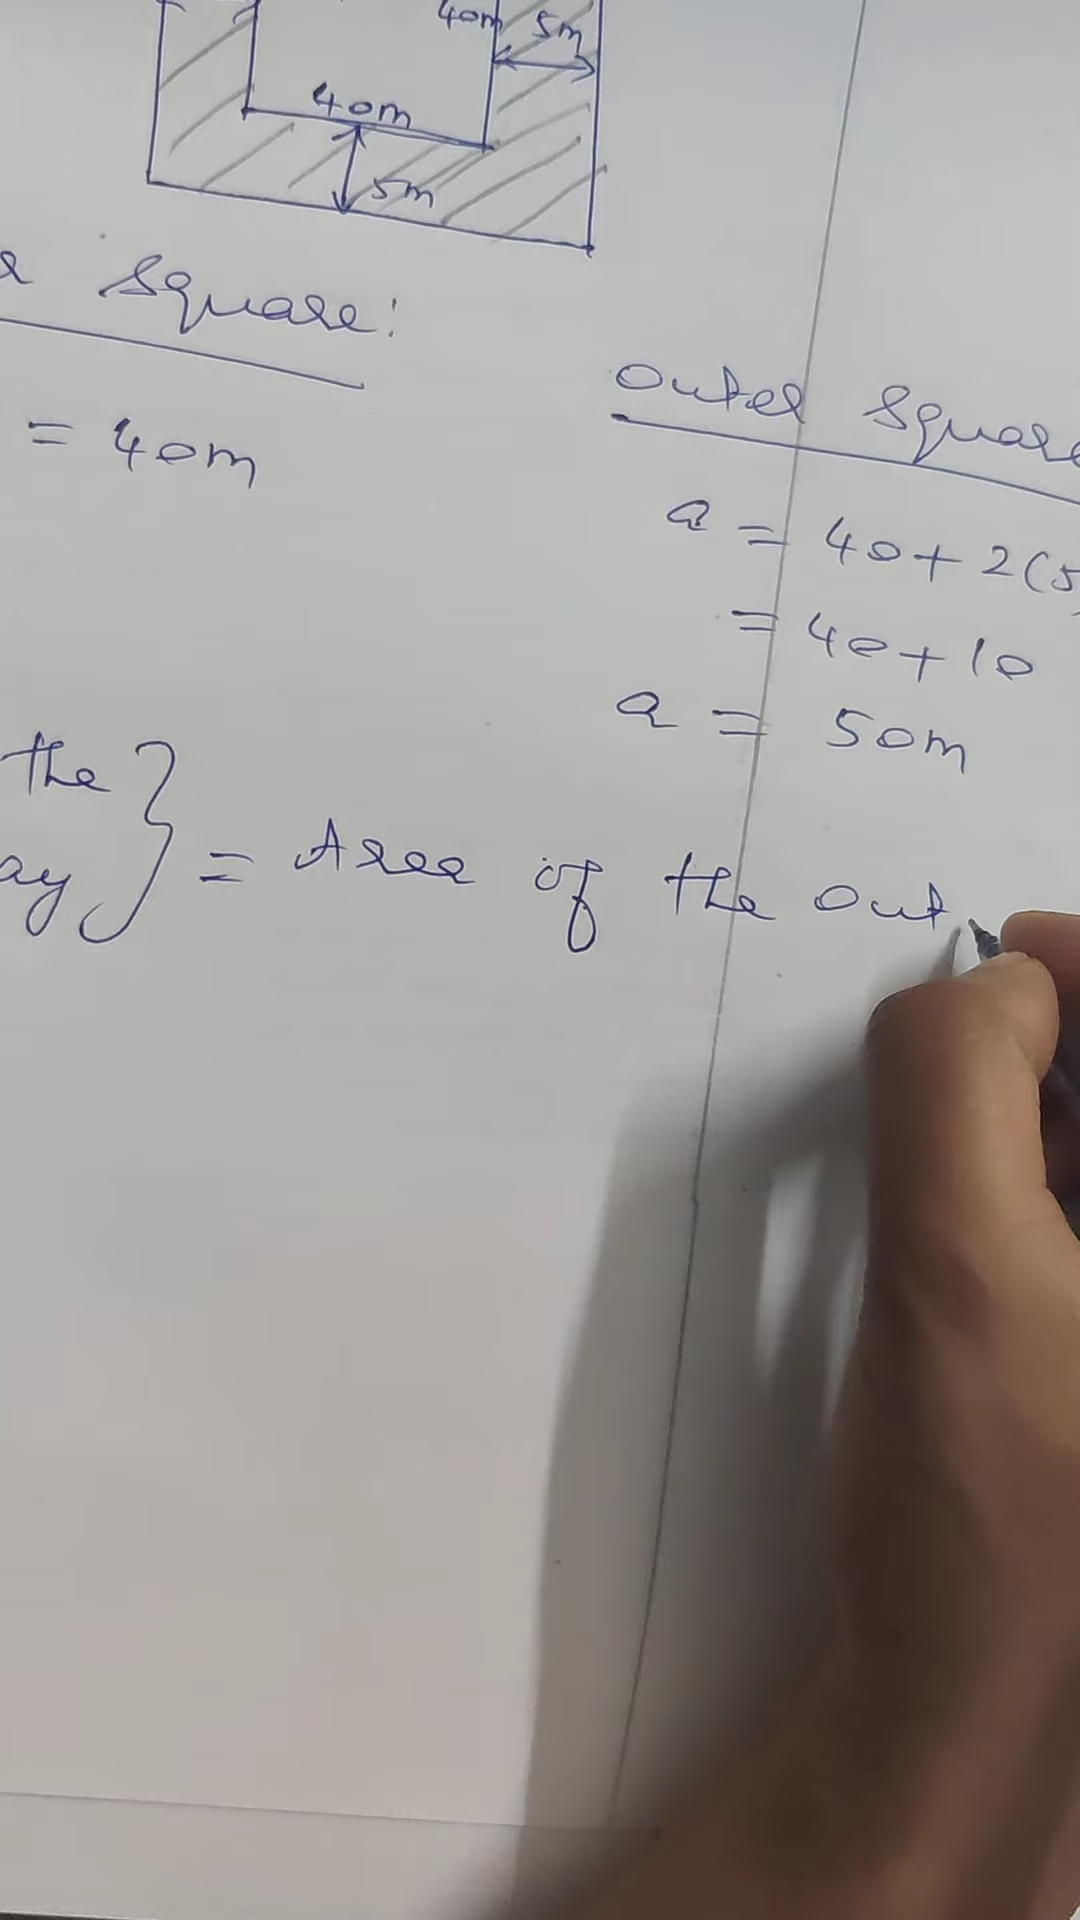 40m 5m
40m
5m
Square:
Outer Square
= 40m
a = 40+2(5
= 40+10
a = 50m
the
ay } = Area of the Out